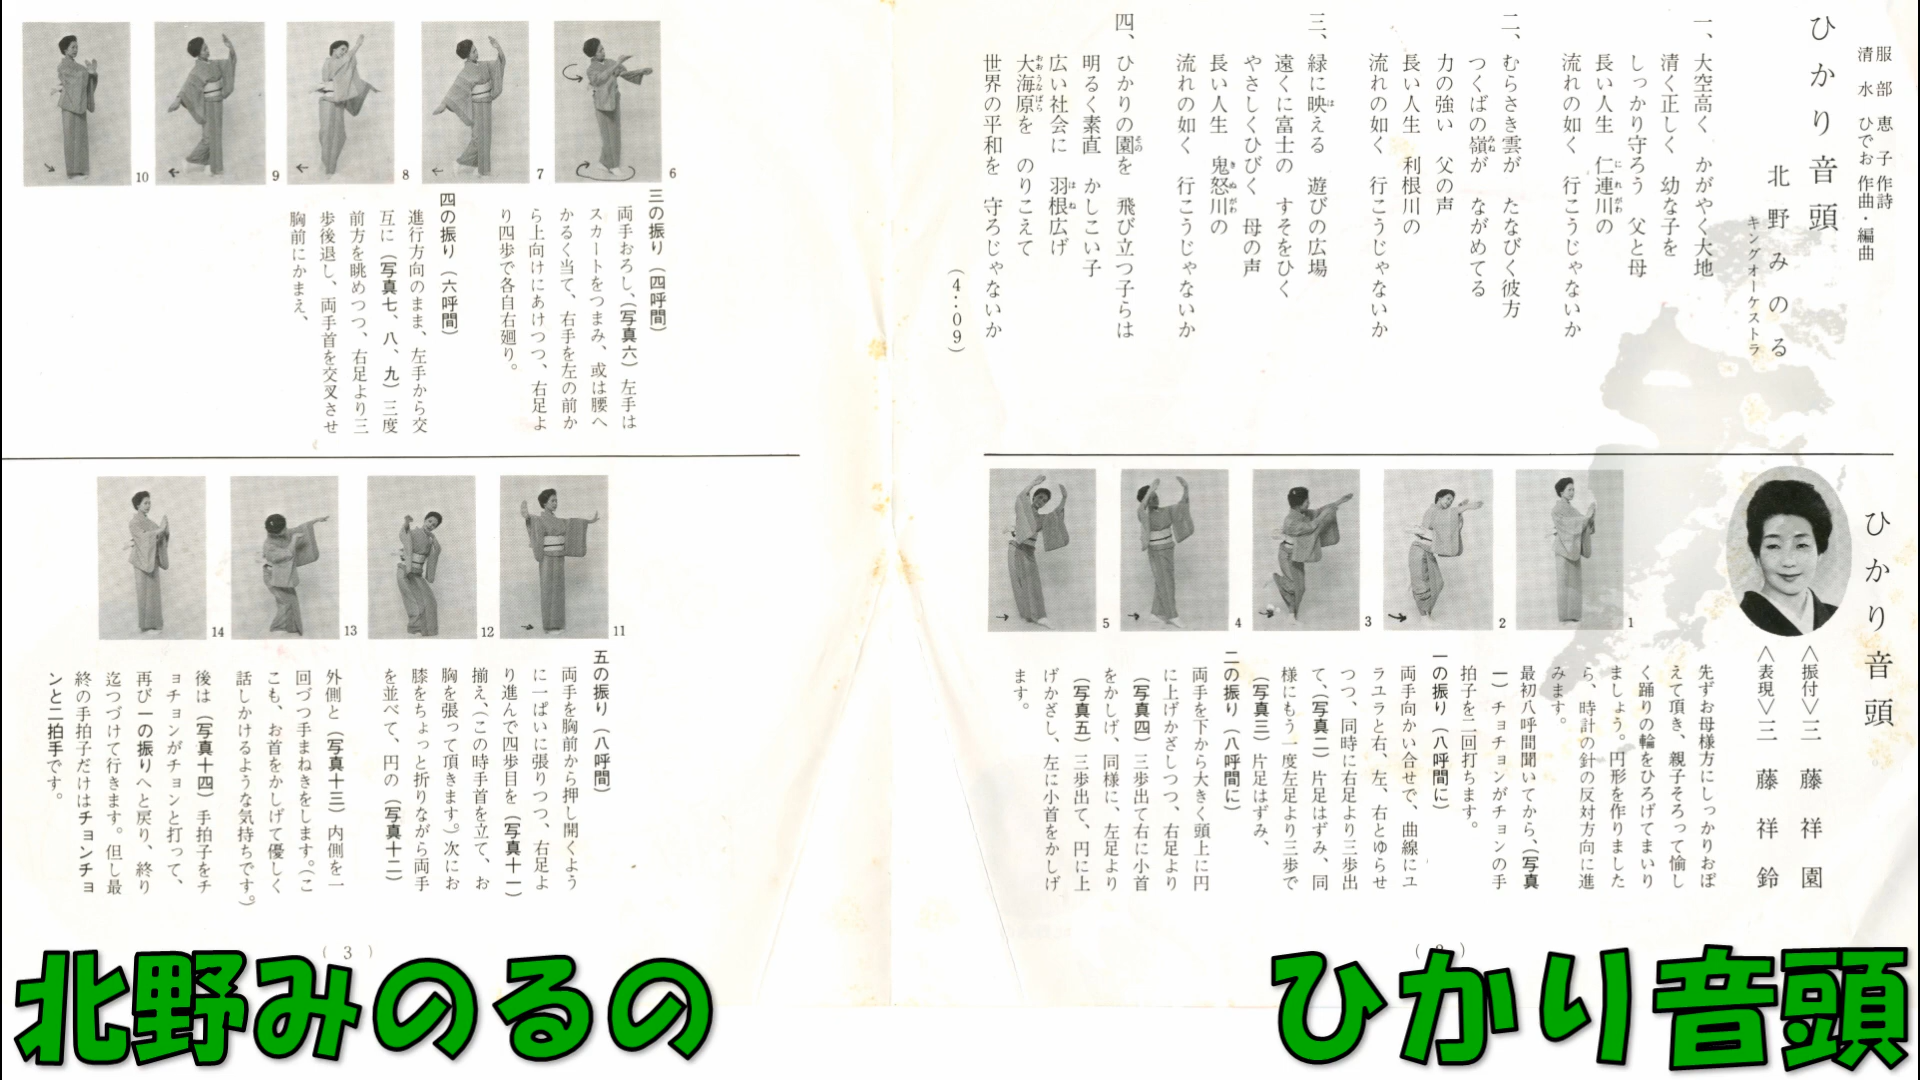 服部恵子 作詩
清水ひでお 作曲・編曲
ひかり音頭
北野みのる
キングオーケストラ
一、大空高く かがやく大地
清く正しく 幼な子を
しっかり守ろう 父と母
長い人生 仁連川の
流れの如く 行こうじゃないか
二、むらさき雲が たなびく彼方
つくばの嶺が ながめてる
力の強い 父の声
長い人生 利根川の
流れの如く 行こうじゃないか
三、緑に映える 遊びの広場
遠くに富士の すそをひく
やさしくひびく 母の声
長い人生 鬼怒川の
流れの如く 行こうじゃないか
四、ひかりの園を 飛び立つ子らは
明るく素直 かしこい子
広い社会に 羽根広げ
大海原を のりこえて
世界の平和を 守ろじゃないか
(4:09)
ひかり音頭
<振付>三藤祥園
<表現>三藤祥鈴
先ずお母様方にしっかりおぼ
えて頂き、親子そろって愉し
く踊りの輪をひろげてまいり
ましょう。円形を作りました
ら、時計の針の反対方向に進
みます。
最初八呼間聞いてから、(写真
一)チョチョンがチョンの手
拍子を二回打ちます。
一の振り(八呼間に)
両手向かい合せで、曲線にユ
ラユラと右、左、右とゆらせ
つつ、同時に右足より三歩出
て、(写真二)片足はずみ、同
様にもう一度左足より三歩で
(写真三)片足はずみ、
二の振り(八呼間に)
両手を下から大きく頭上に円
に上げかざしつつ、右足より
(写真四)三歩出て右に小首
をかしげ、同様に、左足より
(写真五)三歩出て、円に上
げかざし、左に小首をかしげ
ます。
1
2
3
4
5
三の振り(四呼間)
両手おろし、(写真六)左手は
スカートをつまみ、或は腰へ
かるく当て、右手を左の前か
ら上向けにあけつつ、右足よ
り四歩で各自右廻り。
四の振り(六呼間)
進行方向のまま、左手から交
互に(写真七、八、九)三度
前方を眺めつつ、右足より三
歩後退し、両手首を交叉させ
胸前にかまえ、
6
7
8
9
10
五の振り(八呼間)
両手を胸前から押し開くよう
に一ぱいに張りつつ、右足よ
り進んで四歩目を(写真十一)
揃え、(この時手首を立て、お
胸を張って頂きます。)次にお
膝をちょっと折りながら両手
を並べて、円の(写真十二)
外側と(写真十三)内側を一
回づつ手まねきをします。(こ
こも、お首をかしげて優しく
話しかけるような気持ちです。)
後は(写真十四)手拍子をチ
ョチョンがチョンと打って、
再び一の振りへと戻り、終り
迄つづけて行きます。但し最
終の手拍子だけはチョンチョ
ンと二拍手です。
11
12
13
14
(3)
北野みのるの
ひかり音頭